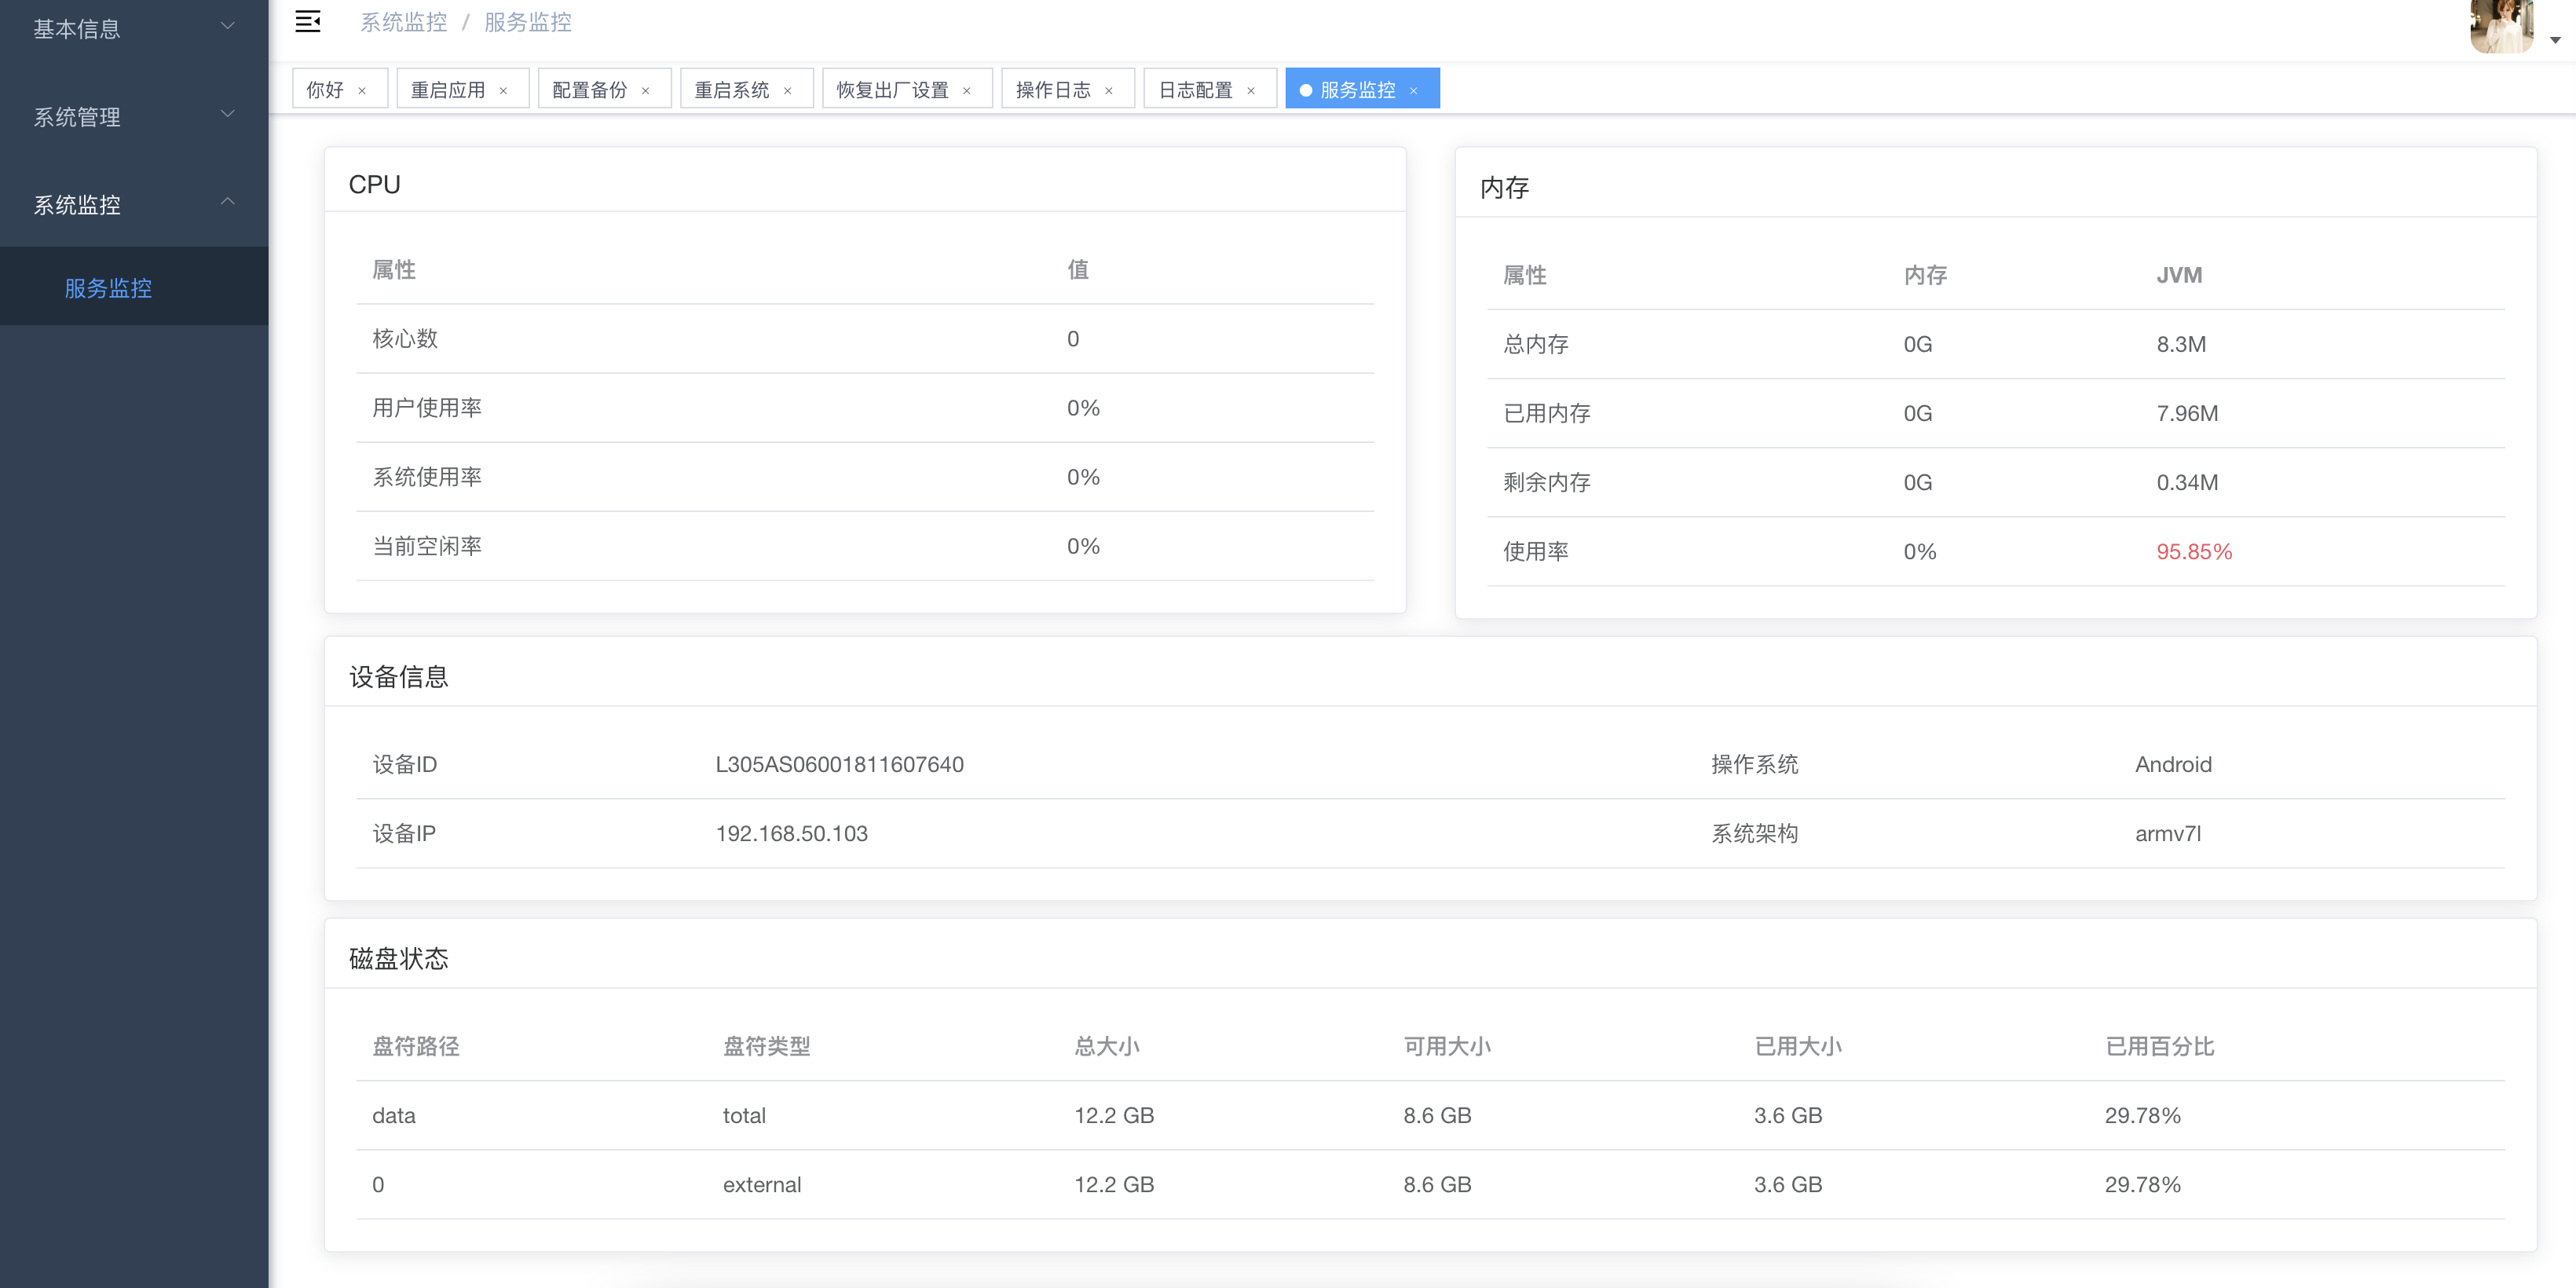 基本信息
系统管理
系统监控
服务监控
系统监控 / 服务监控
你好 × 重启应用 × 配置备份 × 重启系统 × 恢复出厂设置 × 操作日志 × 日志配置 × 服务监控 ×
CPU
属性 值
核心数 0
用户使用率 0%
系统使用率 0%
当前空闲率 0%
内存
属性 内存 JVM
总内存 0G 8.3M
已用内存 0G 7.96M
剩余内存 0G 0.34M
使用率 0% 95.85%
设备信息
设备ID L305AS06001811607640 操作系统 Android
设备IP 192.168.50.103 系统架构 armv7l
磁盘状态
盘符路径 盘符类型 总大小 可用大小 已用大小 已用百分比
data total 12.2 GB 8.6 GB 3.6 GB 29.78%
0 external 12.2 GB 8.6 GB 3.6 GB 29.78%